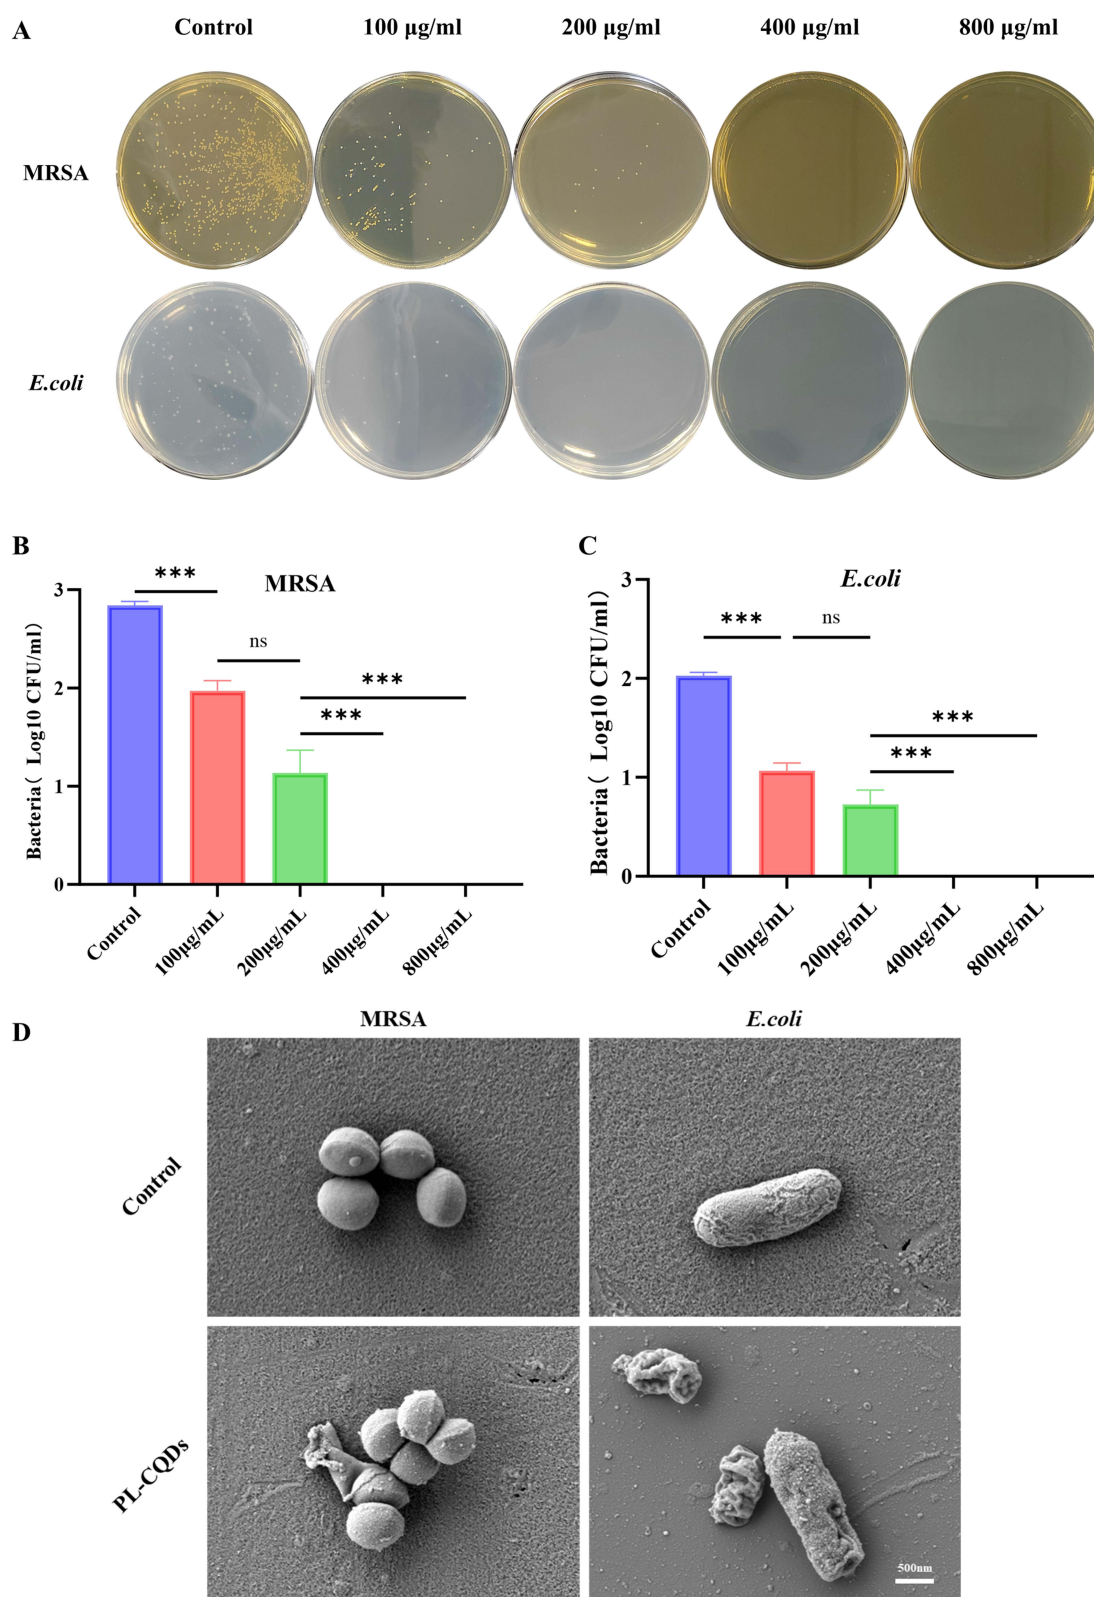 A
Control 100 μg/ml 200 μg/ml 400 μg/ml 800 μg/ml
MRSA
E.coli
B
MRSA
Bacteria( Log10 CFU/ml)
3
2
1
0
***
ns
***
***
Control 100μg/mL 200μg/mL 400μg/mL 800μg/mL
C
E.coli
Bacteria( Log10 CFU/ml)
3
2
1
0
***
ns
***
***
Control 100μg/mL 200μg/mL 400μg/mL 800μg/mL
D
MRSA E.coli
Control
PL-CQDs
500nm